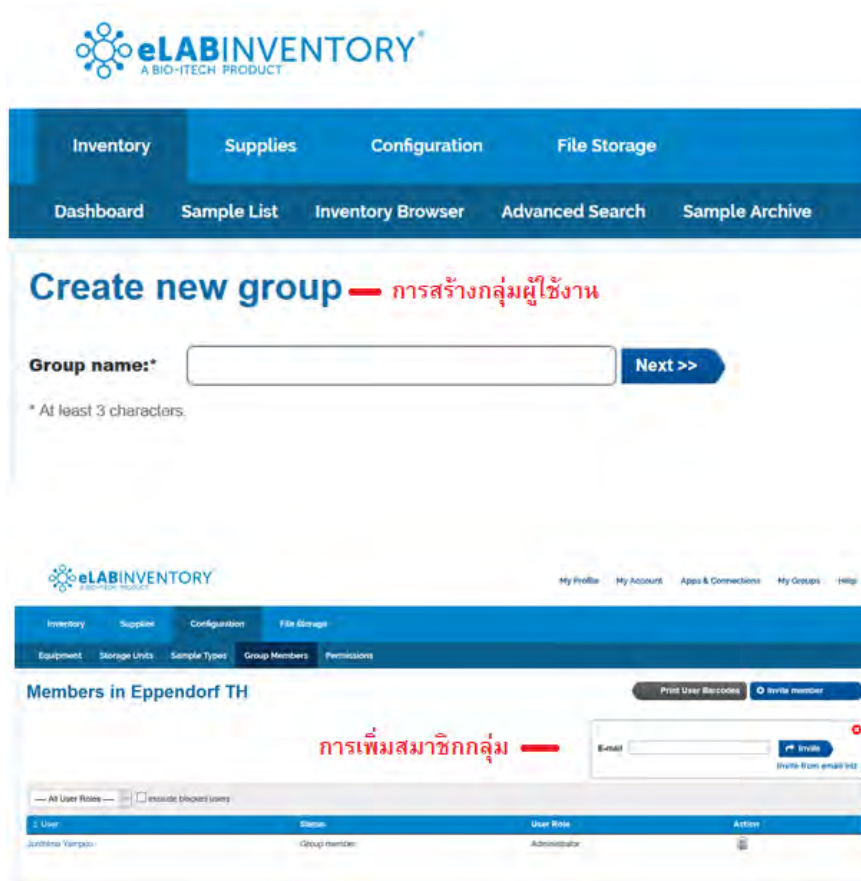 eLABINVENTORY®
A BIO-ITECH PRODUCT
Inventory Supplies Configuration File Storage
Dashboard Sample List Inventory Browser Advanced Search Sample Archive
Create new group การสร้างกลุ่มผู้ใช้งาน
Group name:* Next >>
* At least 3 characters.
eLABINVENTORY
A BIO-ITECH PRODUCT
My Profile My Account Apps & Connections My Groups Help
Inventory Supplies Configuration File Storage
Equipment Storage Units Sample Types Group Members Permissions
Members in Eppendorf TH
Print User Barcodes Invite member
การเพิ่มสมาชิกกลุ่ม E-mail Invite
Invite from email list
--- All User Roles --- blocked users
User Status User Role Action
Group member Administrator